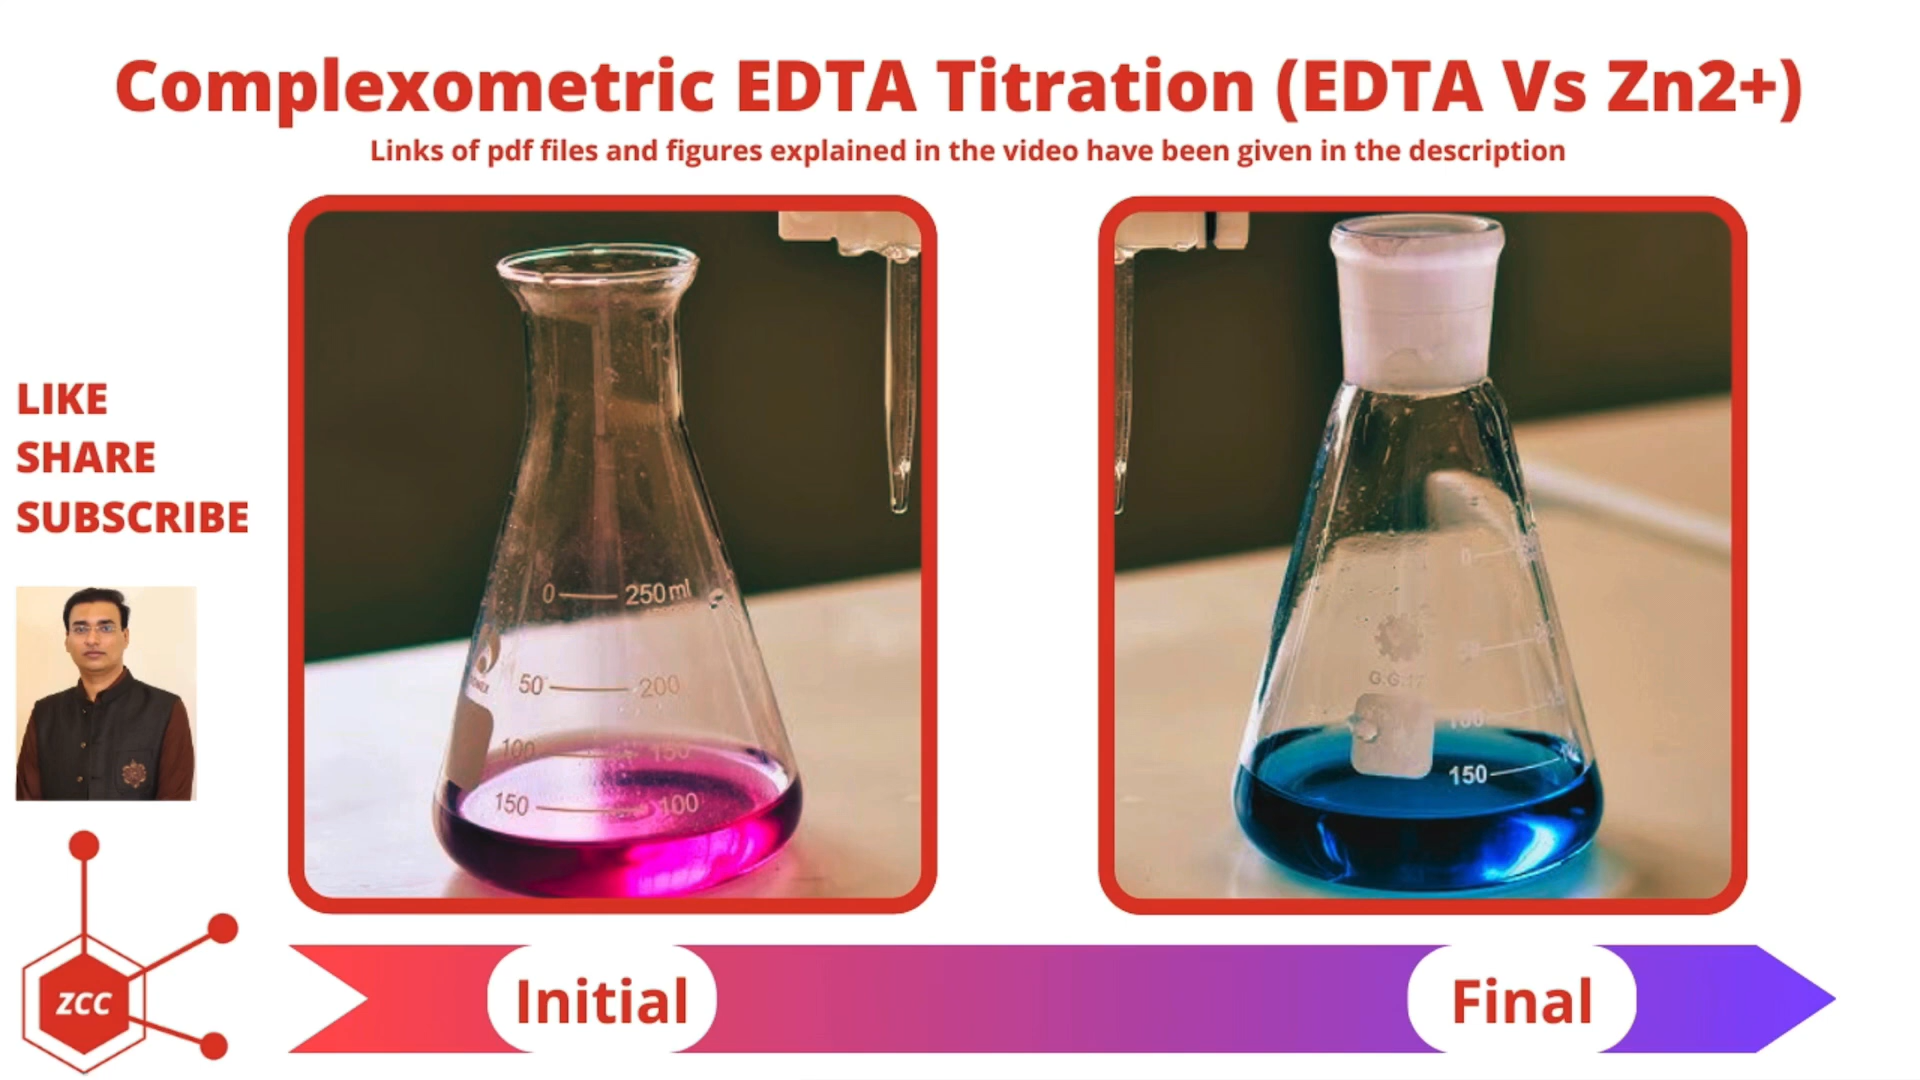 Complexometric EDTA Titration (EDTA Vs Zn2+)
Links of pdf files and figures explained in the video have been given in the description
LIKE
SHARE
SUBSCRIBE
0 250 ml
50 200
100 150
150 100
G.G.17
100
150
ZCC
Initial
Final